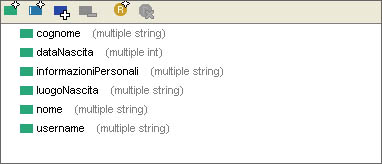 R
cognome (multiple string)
dataNascita (multiple int)
informazioniPersonali (multiple string)
luogoNascita (multiple string)
nome (multiple string)
username (multiple string)